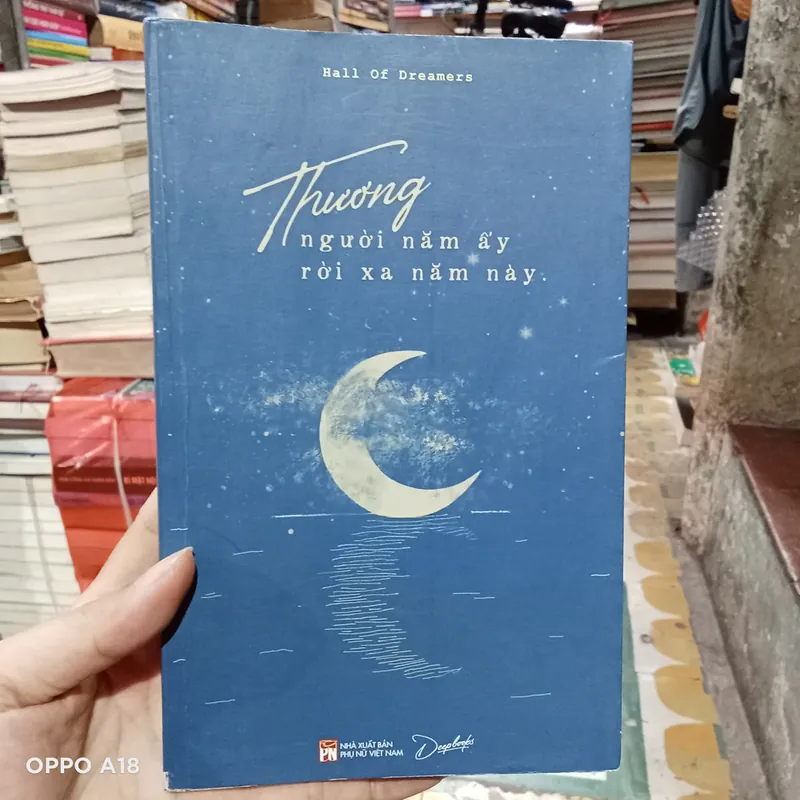 Hall Of Dreamers
Thương
người năm ấy
rời xa năm này.
NHÀ XUẤT BẢN
PHỤ NỮ VIỆT NAM
Deepbooks
OPPO A18